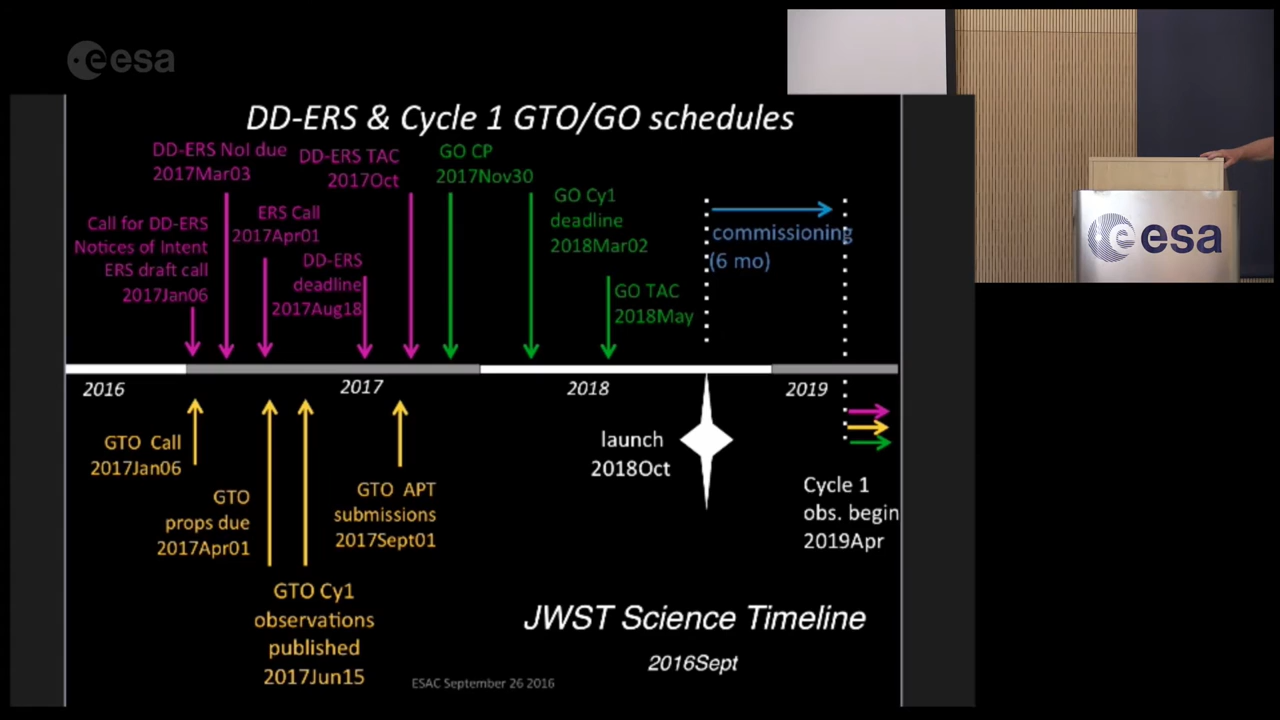 esa
DD-ERS & Cycle 1 GTO/GO schedules
DD-ERS NoI due
2017Mar03
DD-ERS TAC
2017Oct
GO CP
2017Nov30
Call for DD-ERS
Notices of Intent
ERS draft call
2017Jan06
ERS Call
2017Apr01
DD-ERS
deadline
2017Aug18
GO Cy1
deadline
2018Mar02
GO TAC
2018May
commissioning
(6 mo)
esa
2016
2017
2018
2019
GTO Call
2017Jan06
GTO
props due
2017Apr01
GTO APT
submissions
2017Sept01
launch
2018Oct
Cycle 1
obs. begin
2019Apr
GTO Cy1
observations
published
2017Jun15
JWST Science Timeline
2016Sept
ESAC September 26 2016